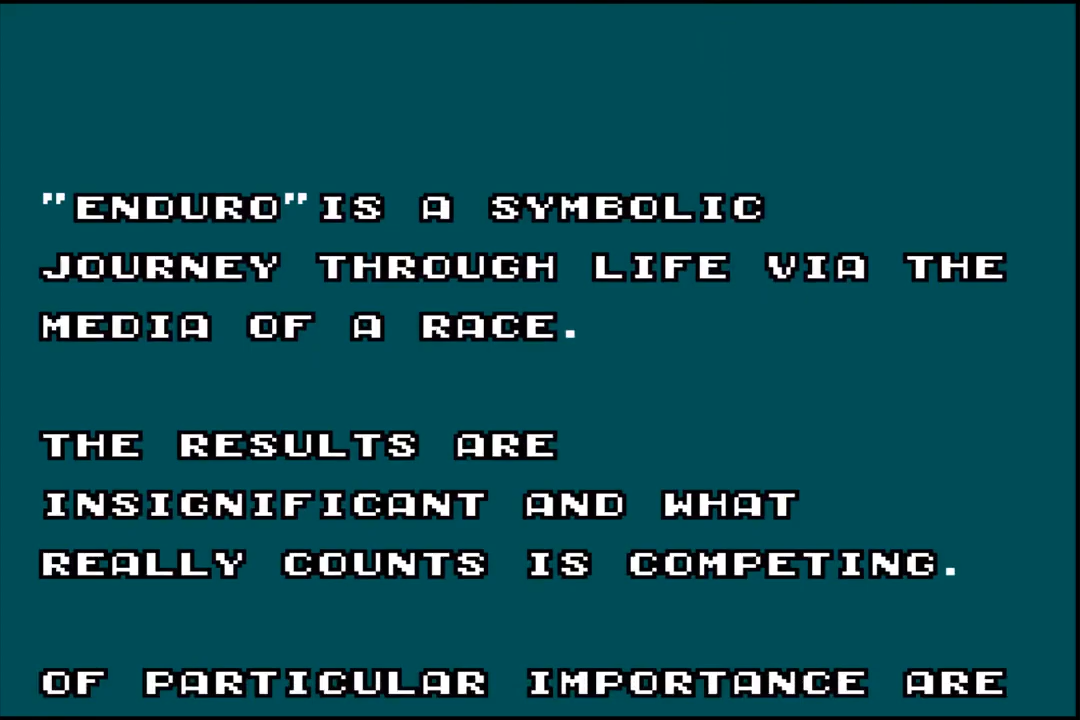 "ENDURO"IS A SYMBOLIC
JOURNEY THROUGH LIFE VIA THE
MEDIA OF A RACE.
THE RESULTS ARE
INSIGNIFICANT AND WHAT
REALLY COUNTS IS COMPETING.
OF PARTICULAR IMPORTANCE ARE